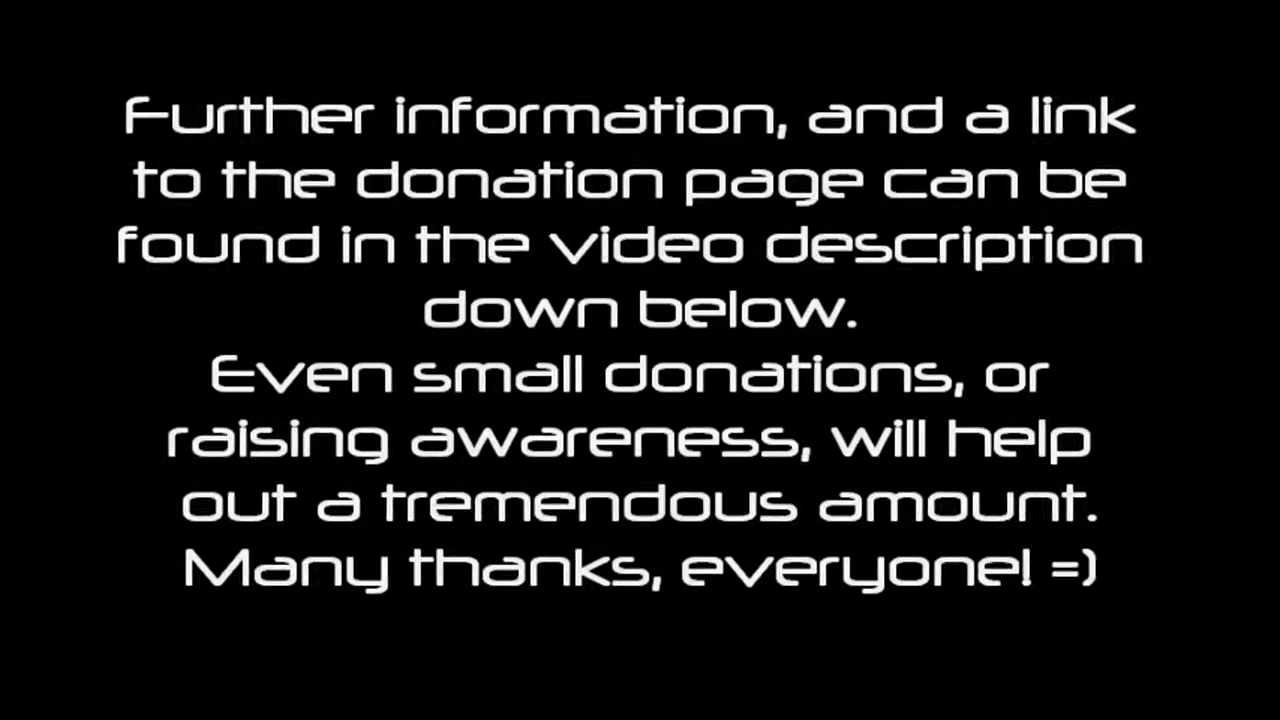 Further information, and a link
to the donation page can be
found in the video description
down below.
Even small donations, or
raising awareness, will help
out a tremendous amount.
Many thanks, everyone! =)